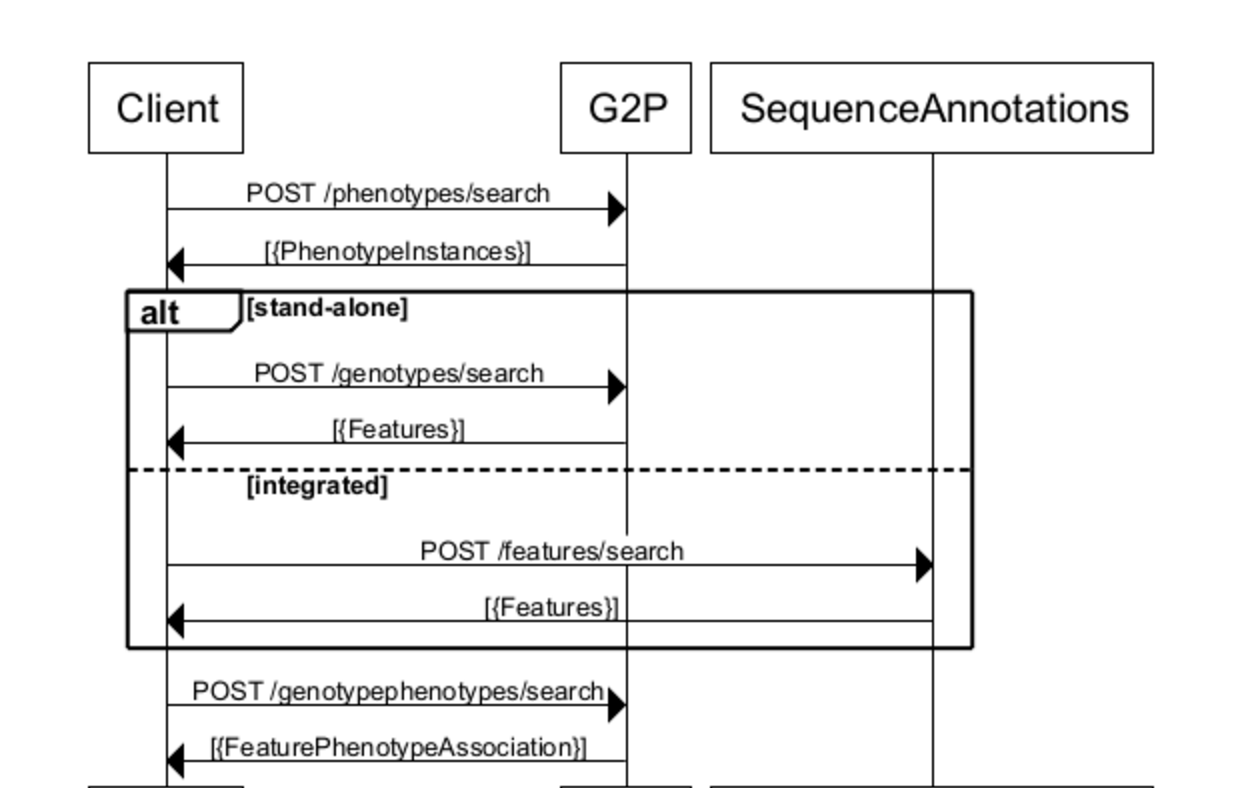 Client
G2P
SequenceAnnotations
POST /phenotypes/search
[{PhenotypeInstances}]
alt
[stand-alone]
POST /genotypes/search
[{Features}]
[integrated]
POST /features/search
[{Features}]
POST /genotypephenotypes/search
[{FeaturePhenotypeAssociation}]